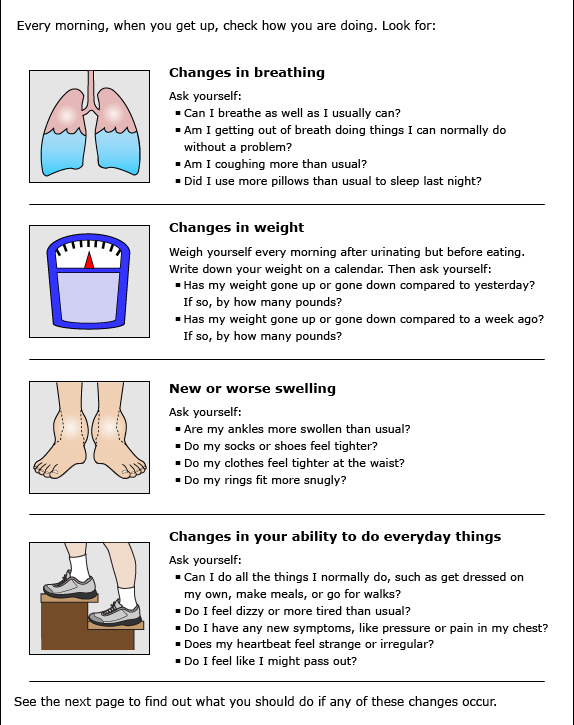 Every morning, when you get up, check how you are doing. Look for:
Changes in breathing
Ask yourself:
▪ Can I breathe as well as I usually can?
▪ Am I getting out of breath doing things I can normally do
without a problem?
▪ Am I coughing more than usual?
▪ Did I use more pillows than usual to sleep last night?
Changes in weight
Weigh yourself every morning after urinating but before eating.
Write down your weight on a calendar. Then ask yourself:
▪ Has my weight gone up or gone down compared to yesterday?
If so, by how many pounds?
▪ Has my weight gone up or gone down compared to a week ago?
If so, by how many pounds?
New or worse swelling
Ask yourself:
▪ Are my ankles more swollen than usual?
▪ Do my socks or shoes feel tighter?
▪ Do my clothes feel tighter at the waist?
▪ Do my rings fit more snugly?
Changes in your ability to do everyday things
Ask yourself:
▪ Can I do all the things I normally do, such as get dressed on
my own, make meals, or go for walks?
▪ Do I feel dizzy or more tired than usual?
▪ Do I have any new symptoms, like pressure or pain in my chest?
▪ Does my heartbeat feel strange or irregular?
▪ Do I feel like I might pass out?
See the next page to find out what you should do if any of these changes occur.